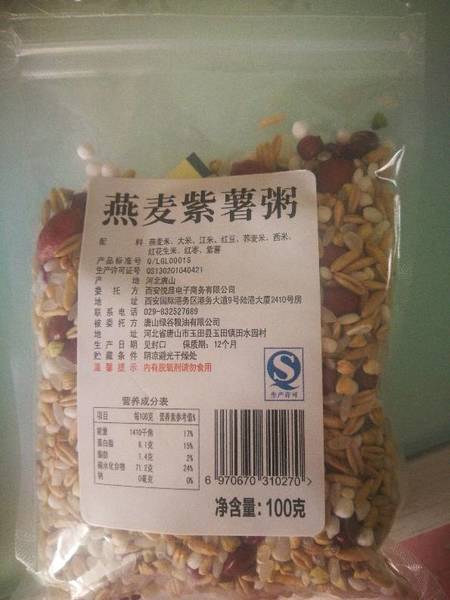 燕麦紫薯粥
配 料 燕麦米、大米、江米、红豆、荞麦米、西米、
红花生米、红枣、紫薯
产品标准号 Q/LGL0001S
生产许可证号 QS130201040421
产 地 河北唐山
委 托 方 西安悦昂电子商务有限公司
地 址 西安国际港务区港务大道9号陆港大厦2410号房
联系电话 029-832527689
被委托方 唐山绿谷粮油有限公司
地 址 河北省唐山市玉田县玉田镇田水园村
生产日期 见封口 保质期：12个月
贮藏条件 阴凉避光干燥处
温馨提示 内有脱氧剂请勿食用
QS
生产许可
营养成分表
项目 每100克 营养素参考值%
能量 1410千焦 17%
蛋白质 9.1克 15%
脂肪 1.4克 2%
碳水化合物 71.2克 24%
钠 0毫克 0%
6 970670 310270>
净含量：100克